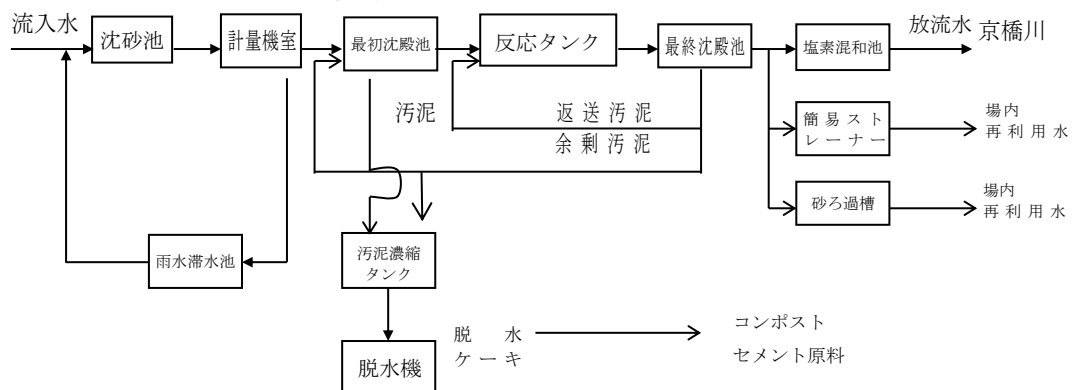 流入水
沈砂池
計量機室
最初沈殿池
反応タンク
最終沈殿池
塩素混和池
放流水
京橋川
汚泥
返送汚泥
余剰汚泥
簡易スト
レーナー
場内
再利用水
砂ろ過槽
場内
再利用水
雨水滞水池
汚泥濃縮
タンク
脱水機
脱水
ケーキ
コンポスト
セメント原料